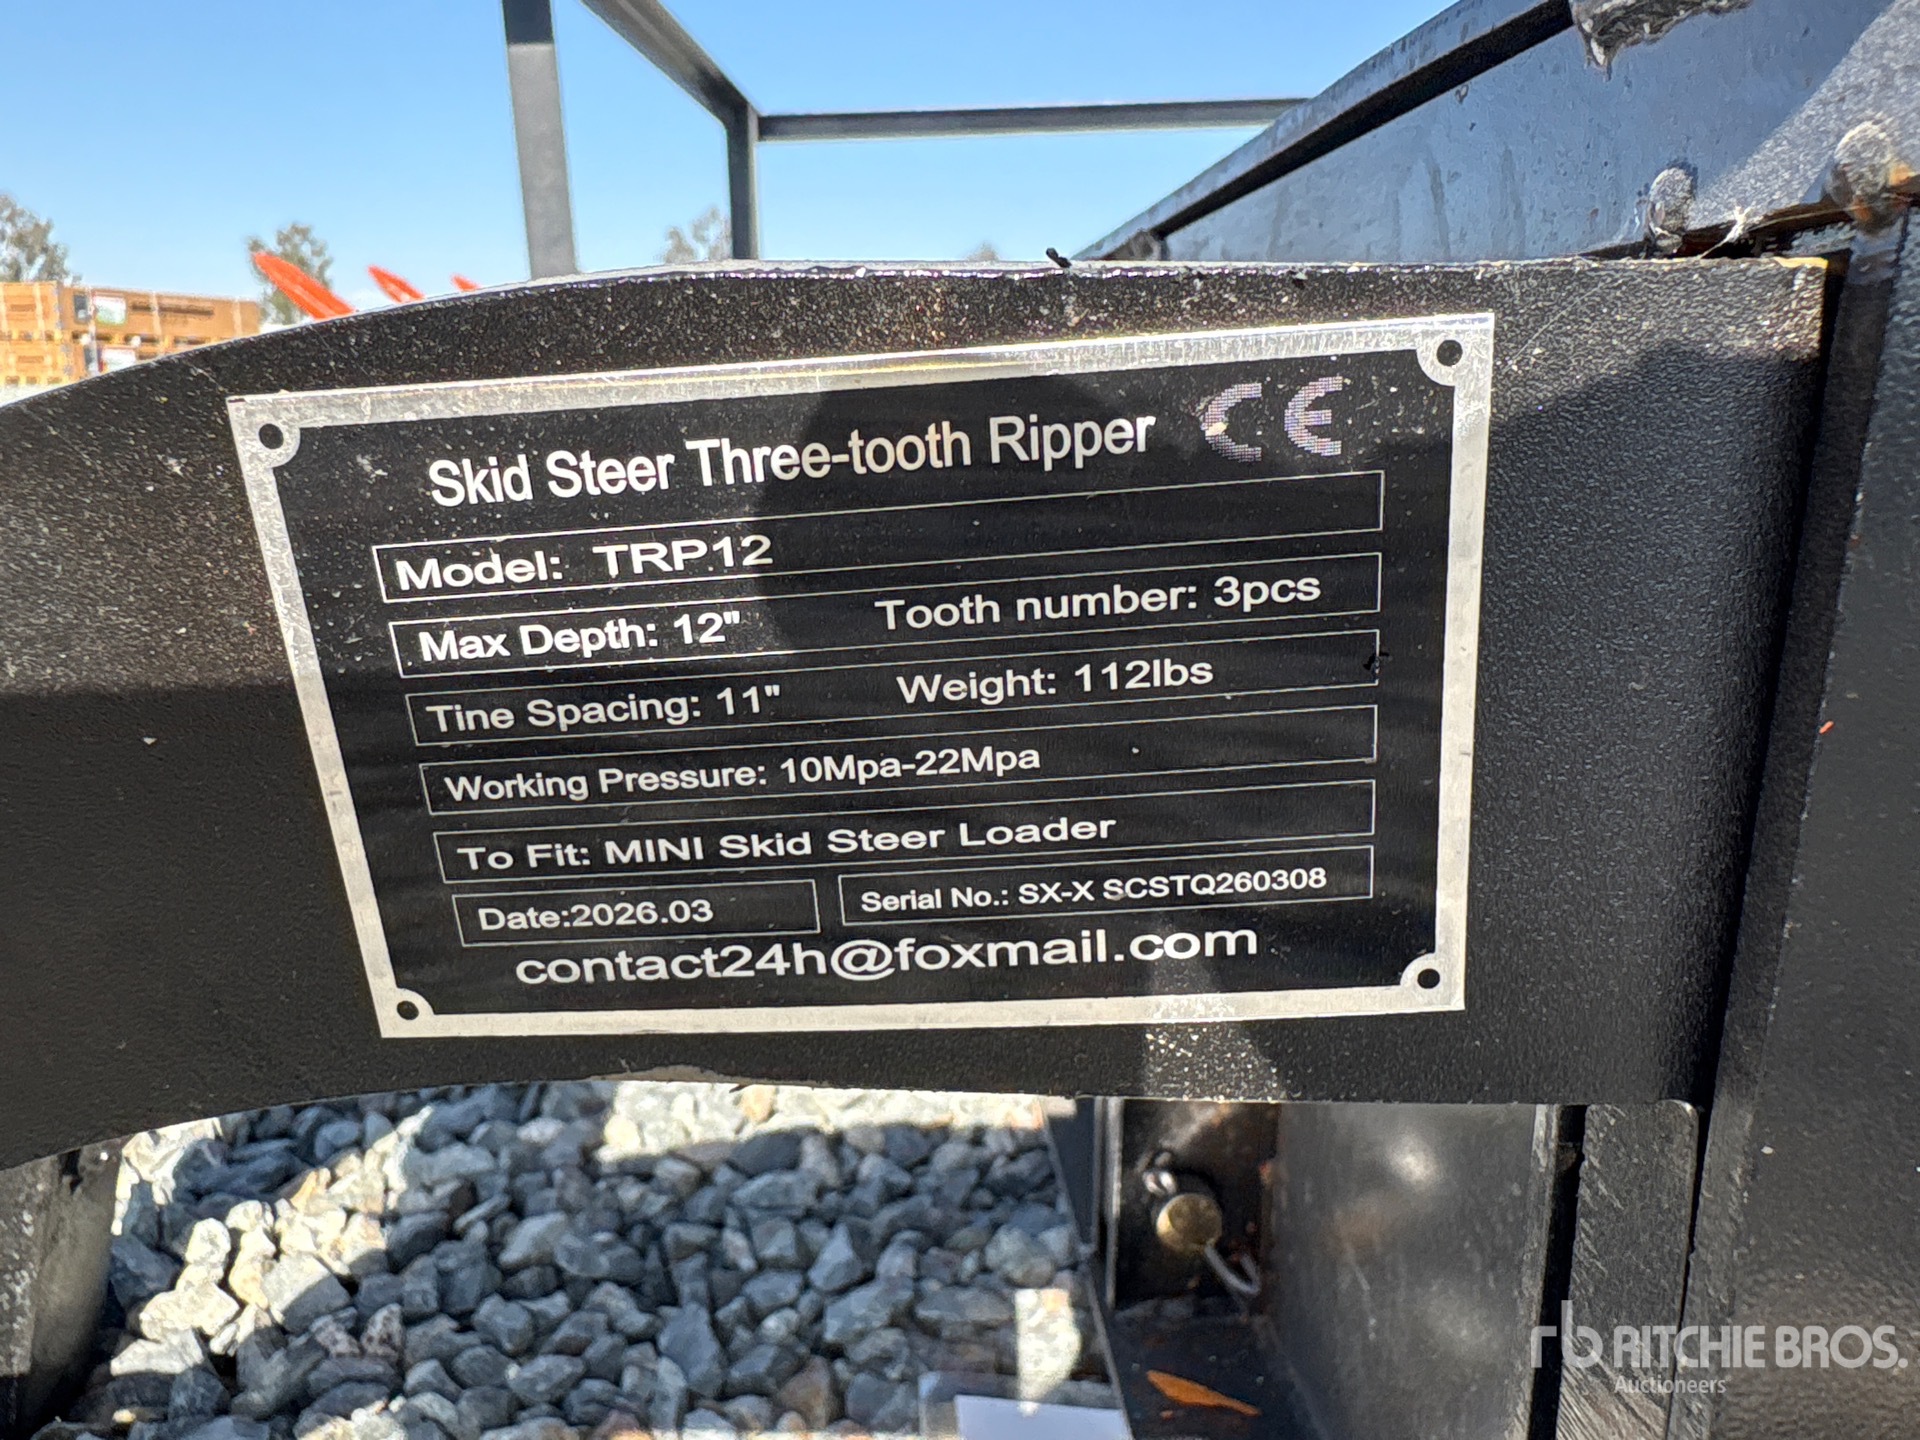 Skid Steer Three-tooth Ripper CE
Model: TRP12
Max Depth: 12" Tooth number: 3pcs
Tine Spacing: 11" Weight: 112lbs
Working Pressure: 10Mpa-22Mpa
To Fit: MINI Skid Steer Loader
Date:2026.03 Serial No.: SX-X SCSTQ260308
contact24h@foxmail.com
rb RITCHIE BROS.
Auctioneers